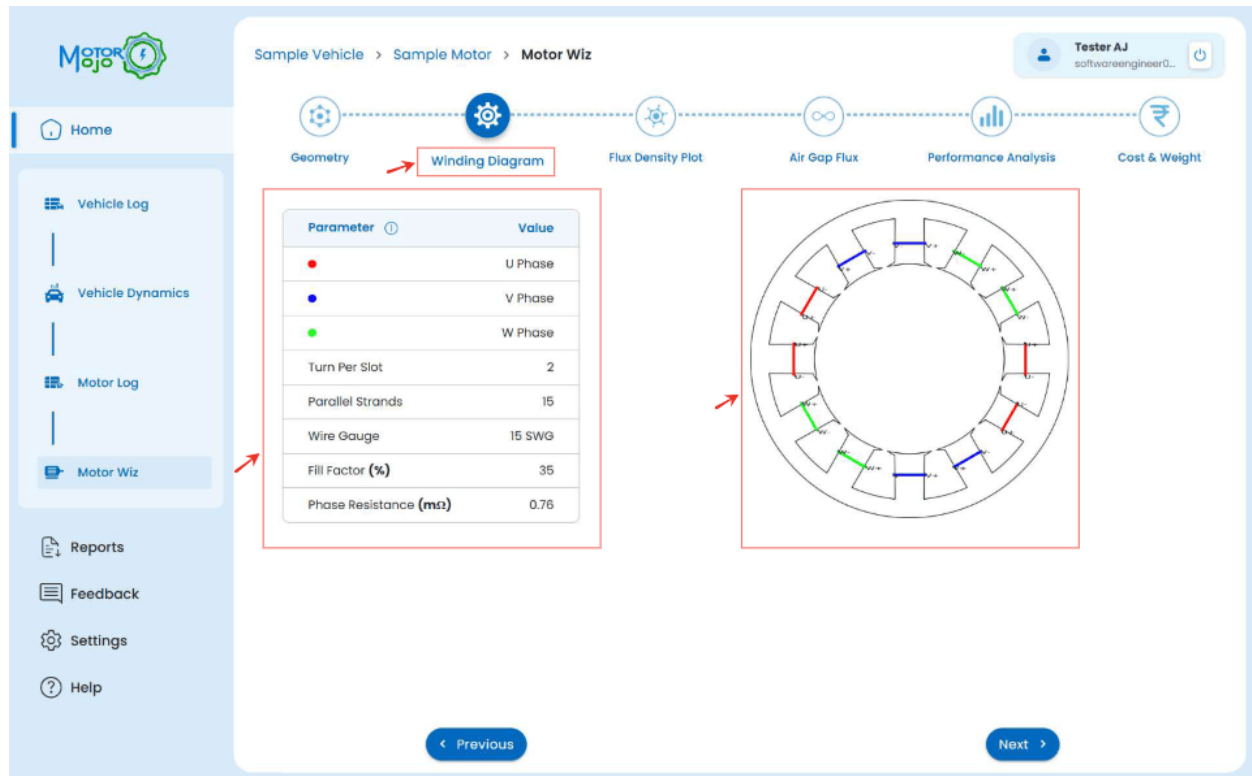 MOTOR
MOJO
Sample Vehicle > Sample Motor > Motor Wiz
Tester AJ
softwareengineer0...
Home
Geometry
Winding Diagram
Flux Density Plot
Air Gap Flux
Performance Analysis
Cost & Weight
Vehicle Log
Vehicle Dynamics
Motor Log
Motor Wiz
Reports
Feedback
Settings
Help
Parameter Value
U Phase
V Phase
W Phase
Turn Per Slot 2
Parallel Strands 15
Wire Gauge 15 SWG
Fill Factor (%) 35
Phase Resistance (mΩ) 0.76
< Previous
Next >